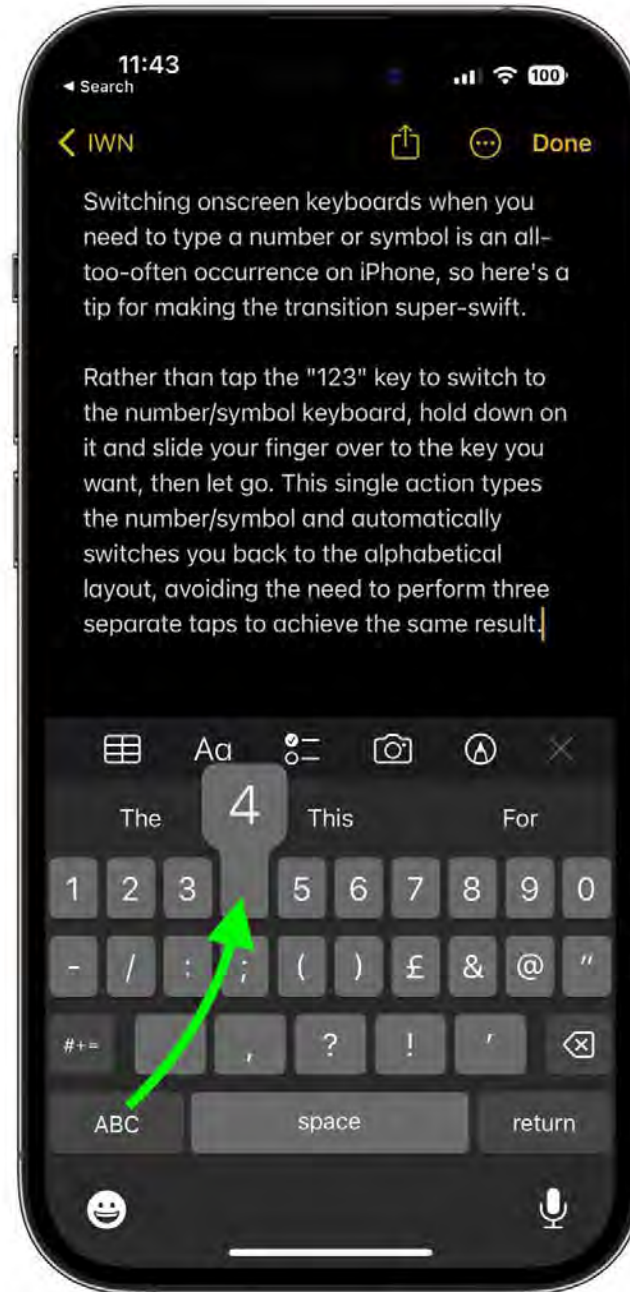 11:43
◀ Search
100
IWN
Done
Switching onscreen keyboards when you
need to type a number or symbol is an all-
too-often occurrence on iPhone, so here's a
tip for making the transition super-swift.
Rather than tap the "123" key to switch to
the number/symbol keyboard, hold down on
it and slide your finger over to the key you
want, then let go. This single action types
the number/symbol and automatically
switches you back to the alphabetical
layout, avoiding the need to perform three
separate taps to achieve the same result.
Aa
The 4 This For
1 2 3 5 6 7 8 9 0
- / : ; ( ) £ & @ "
#+= , ? ! '
ABC space return